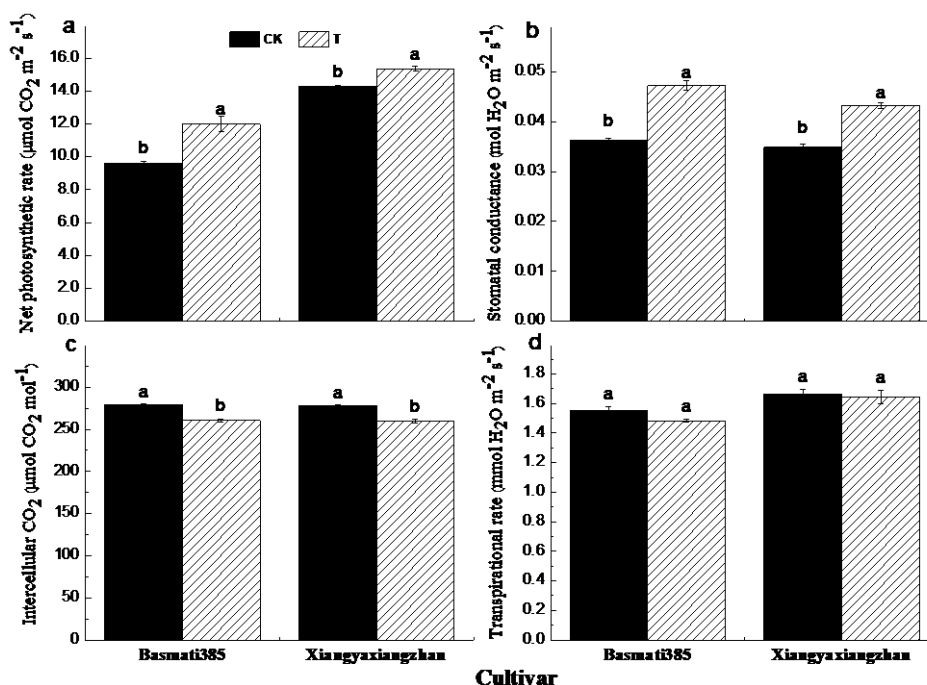 a
CK T
Net photosynthetic rate (μmol CO2 m-2 s-1)
16.0
14.0
12.0
10.0
8.0
6.0
4.0
2.0
0.0
b a b a
b
Stomatal conductance (mol H2O m-2 s-1)
0.05
0.04
0.03
0.02
0.01
0.00
b a b a
c
Intercellular CO2 (μmol CO2 mol-1)
300
250
200
150
100
50
0
a b a b
Basmati385 Xiangyaxiangzhan
d
Transpirational rate (mmol H2O m-2 s-1)
1.8
1.6
1.4
1.2
1.0
0.8
0.6
0.4
0.2
0.0
a a a a
Basmati385 Xiangyaxiangzhan
Cultivar